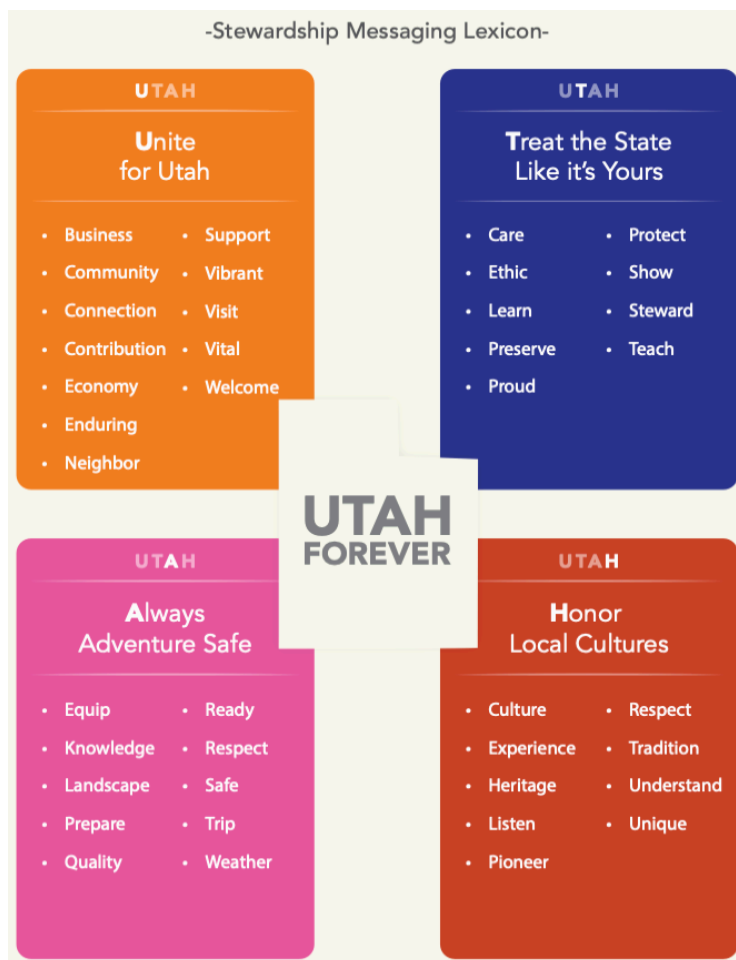 -Stewardship Messaging Lexicon-
UTAH
Unite
for Utah
• Business
• Community
• Connection
• Contribution
• Economy
• Enduring
• Neighbor
• Support
• Vibrant
• Visit
• Vital
• Welcome
UTAH
Treat the State
Like it's Yours
• Care
• Ethic
• Learn
• Preserve
• Proud
• Protect
• Show
• Steward
• Teach
UTAH
FOREVER
UTAH
Always
Adventure Safe
• Equip
• Knowledge
• Landscape
• Prepare
• Quality
• Ready
• Respect
• Safe
• Trip
• Weather
UTAH
Honor
Local Cultures
• Culture
• Experience
• Heritage
• Listen
• Pioneer
• Respect
• Tradition
• Understand
• Unique